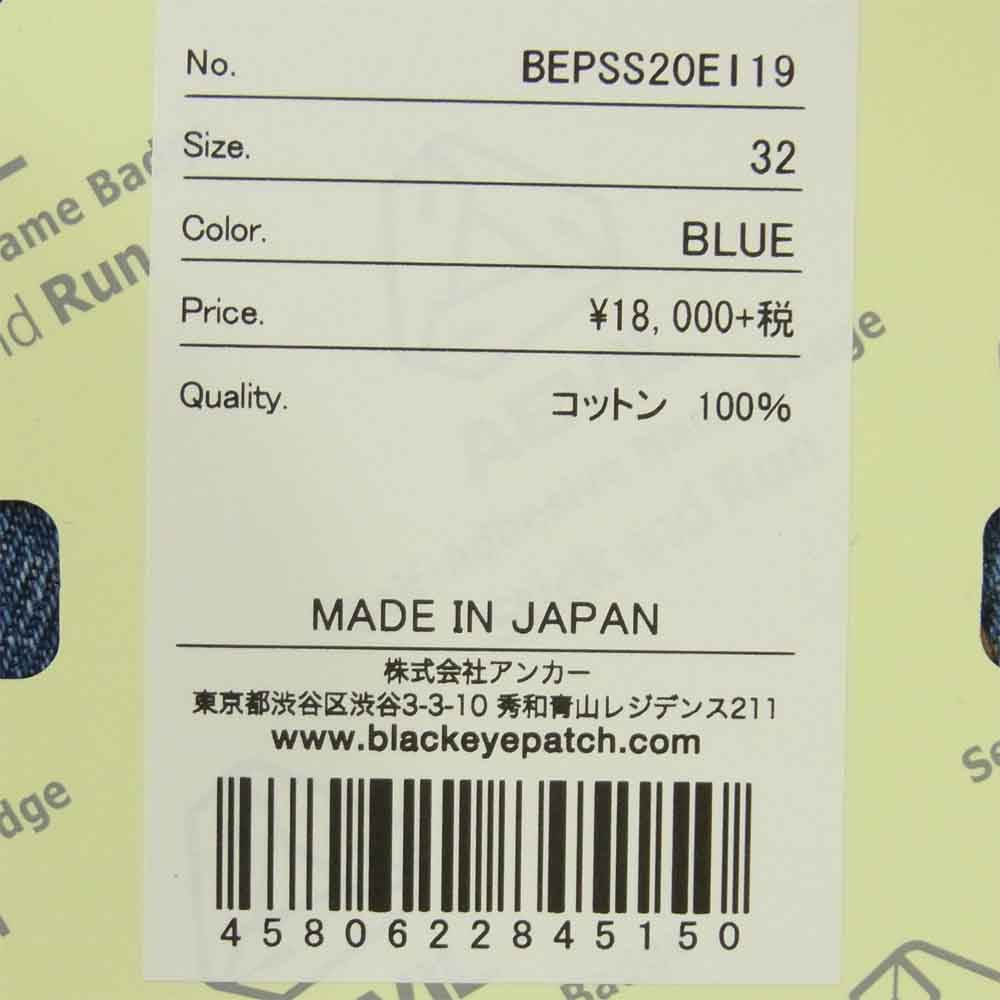 No. BEPSS20EI19
Size. 32
Color. BLUE
Price. ¥18,000+税
Quality. コットン 100%
MADE IN JAPAN
株式会社アンカー
東京都渋谷区渋谷3-3-10 秀和青山レジデンス211
www.blackeyepatch.com
4580622845150
Run